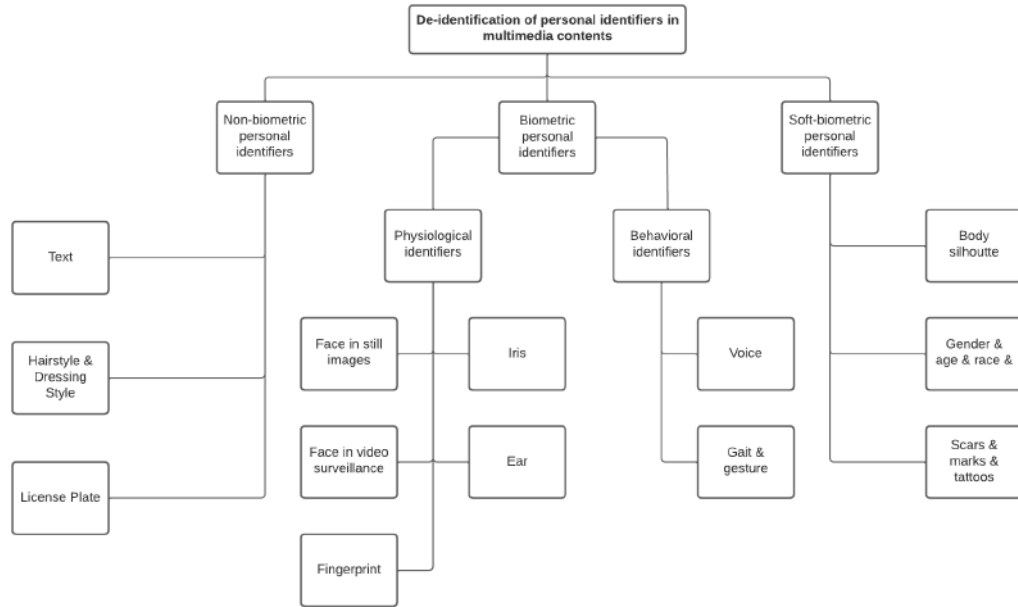 De-identification of personal identifiers in
multimedia contents
Non-biometric
personal
identifiers
Biometric
personal
identifiers
Soft-biometric
personal
identifiers
Physiological
identifiers
Behavioral
identifiers
Text
Body
silhoutte
Hairstyle &
Dressing
Style
Face in still
images
Iris
Voice
Gender &
age & race &
License Plate
Face in video
surveillance
Ear
Gait &
gesture
Scars &
marks &
tattoos
Fingerprint